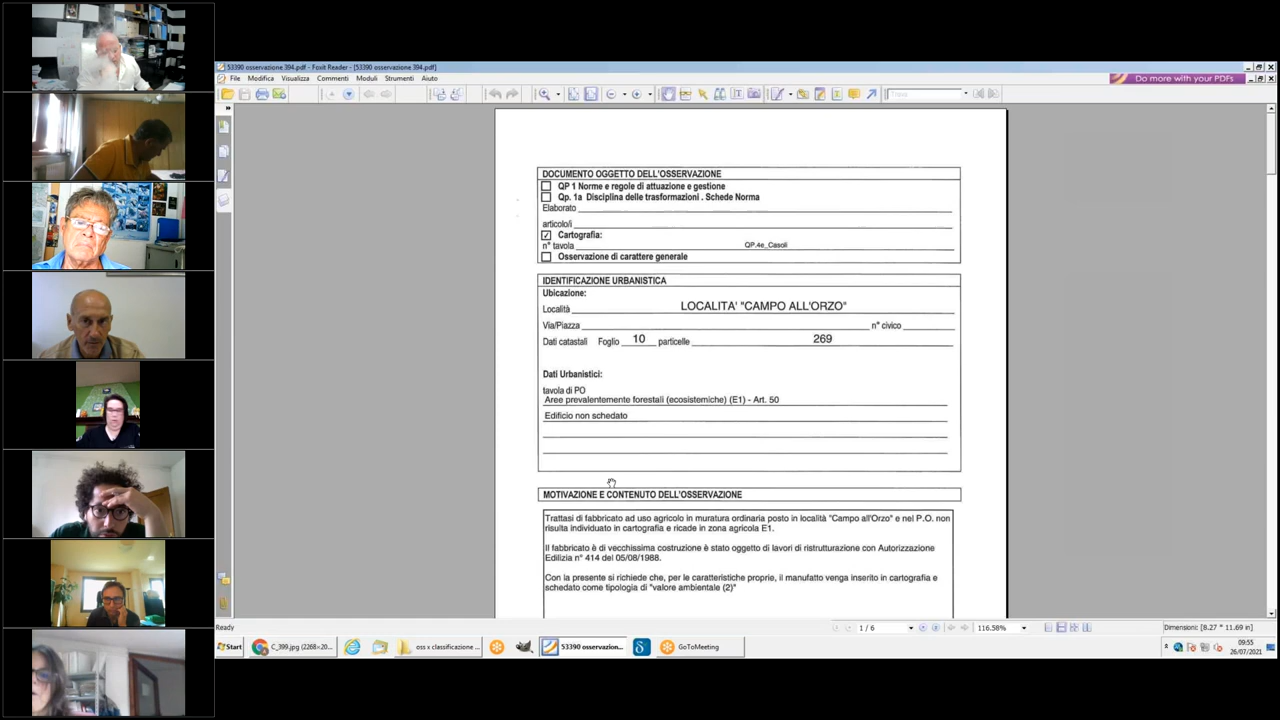 53390 osservazione 394.pdf - Foxit Reader - [53390 osservazione 394.pdf]
File Modifica Visualizza Commenti Moduli Strumenti Aiuto
Do more with your PDFs
Trova
DOCUMENTO OGGETTO DELL'OSSERVAZIONE
QP 1 Norme e regole di attuazione e gestione
Qp. 1a Disciplina delle trasformazioni . Schede Norma
Elaborato
articolo/i
Cartografia:
n° tavola QP.4e_Casoli
Osservazione di carattere generale
IDENTIFICAZIONE URBANISTICA
Ubicazione:
Località LOCALITA' "CAMPO ALL'ORZO"
Via/Piazza n° civico
Dati catastali Foglio 10 particelle 269
Dati Urbanistici:
tavola di PO
Aree prevalentemente forestali (ecosistemiche) (E1) - Art. 50
Edificio non schedato
MOTIVAZIONE E CONTENUTO DELL'OSSERVAZIONE
Trattasi di fabbricato ad uso agricolo in muratura ordinaria posto in località "Campo all'Orzo" e nel P.O. non
risulta individuato in cartografia e ricade in zona agricola E1.
Il fabbricato è di vecchissima costruzione è stato oggetto di lavori di ristrutturazione con Autorizzazione
Edilizia n° 414 del 05/08/1988.
Con la presente si richiede che, per le caratteristiche proprie, il manufatto venga inserito in cartografia e
schedato come tipologia di "valore ambientale (2)"
Ready
1 / 6
116.58%
Dimensioni: [8.27 * 11.69 in]
Start
C_399.jpg (2268×20...
oss x classificazione ...
53390 osservazion...
GoToMeeting
09:55
26/07/2021